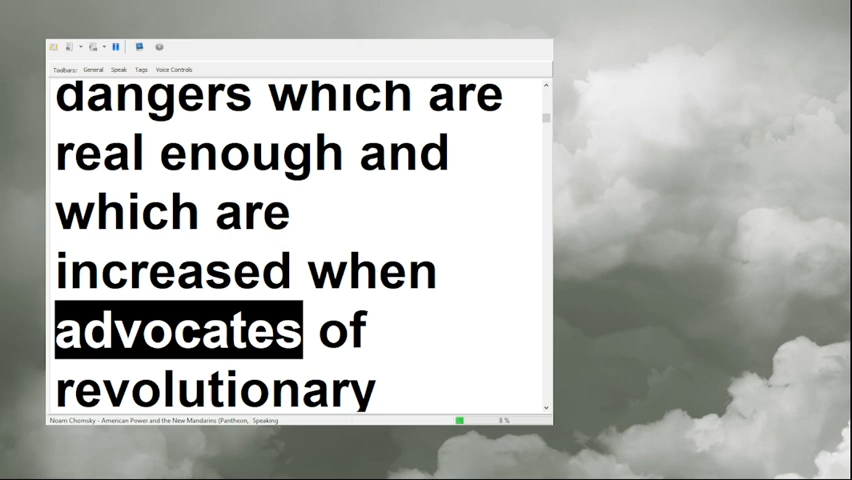 Toolbars: General Speak Tags Voice Controls
dangers which are
real enough and
which are
increased when
advocates of
revolutionary
Noam Chomsky - American Power and the New Mandarins (Pantheon, Speaking 8 %